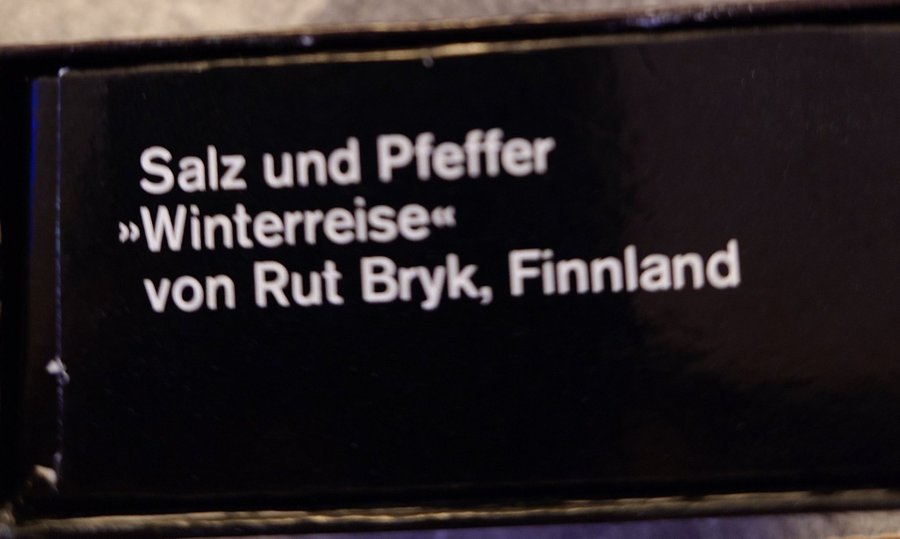 Salz und Pfeffer
»Winterreise«
von Rut Bryk, Finnland